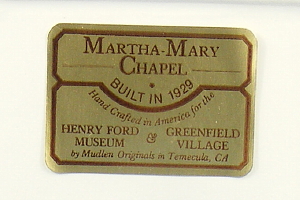 MARTHA-MARY
CHAPEL
BUILT IN 1929
Hand Crafted in America for the
HENRY FORD MUSEUM & GREENFIELD VILLAGE
by Mudlen Originals in Temecula, CA